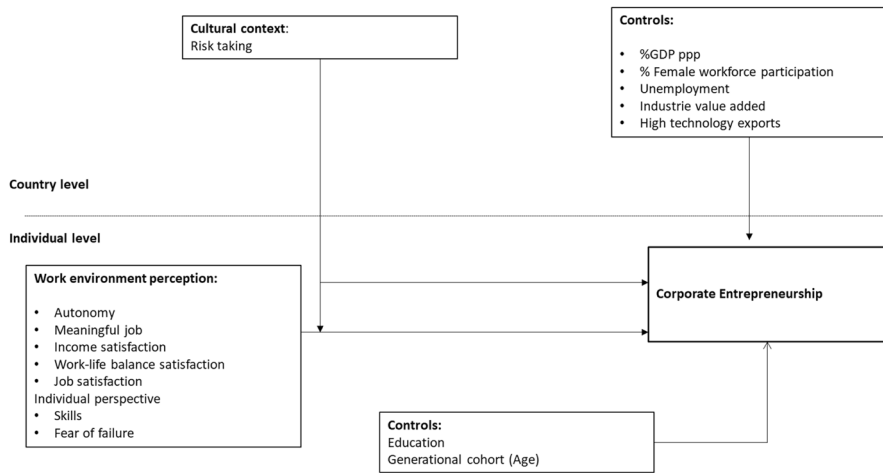 Cultural context:
Risk taking
Controls:
• %GDP ppp
• % Female workforce participation
• Unemployment
• Industrie value added
• High technology exports
Country level
Individual level
Work environment perception:
• Autonomy
• Meaningful job
• Income satisfaction
• Work-life balance satisfaction
• Job satisfaction
Individual perspective
• Skills
• Fear of failure
Corporate Entrepreneurship
Controls:
Education
Generational cohort (Age)